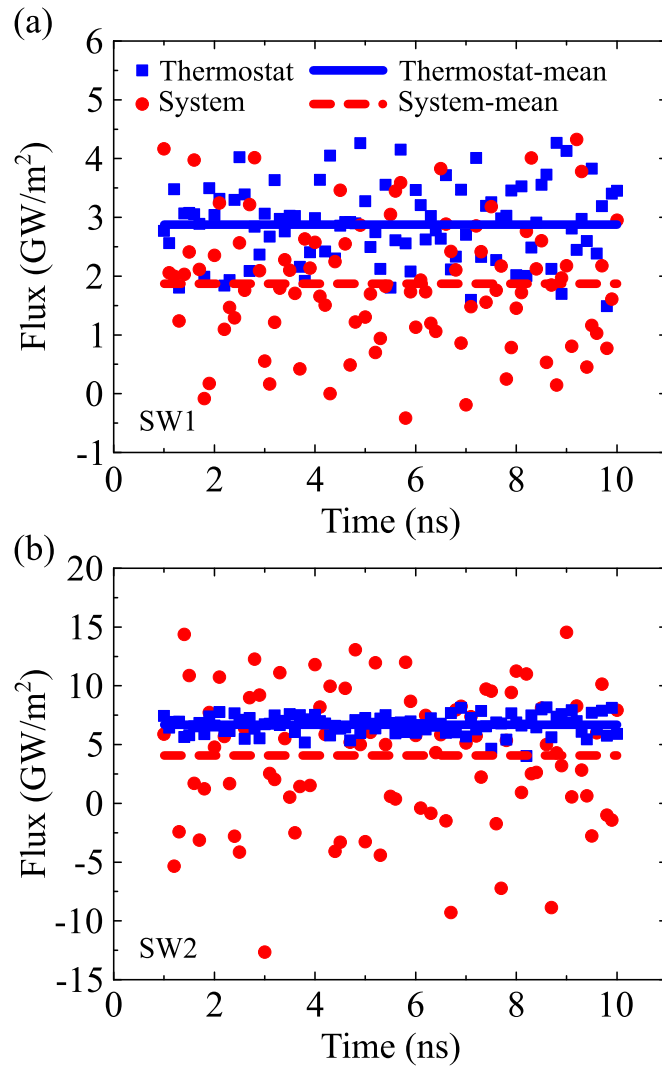 (a)
6
5
4
3
2
1
0
-1
Flux (GW/m²)
Thermostat Thermostat-mean
System System-mean
SW1
0 2 4 6 8 10
Time (ns)
(b)
20
15
10
5
0
-5
-10
-15
Flux (GW/m²)
SW2
0 2 4 6 8 10
Time (ns)